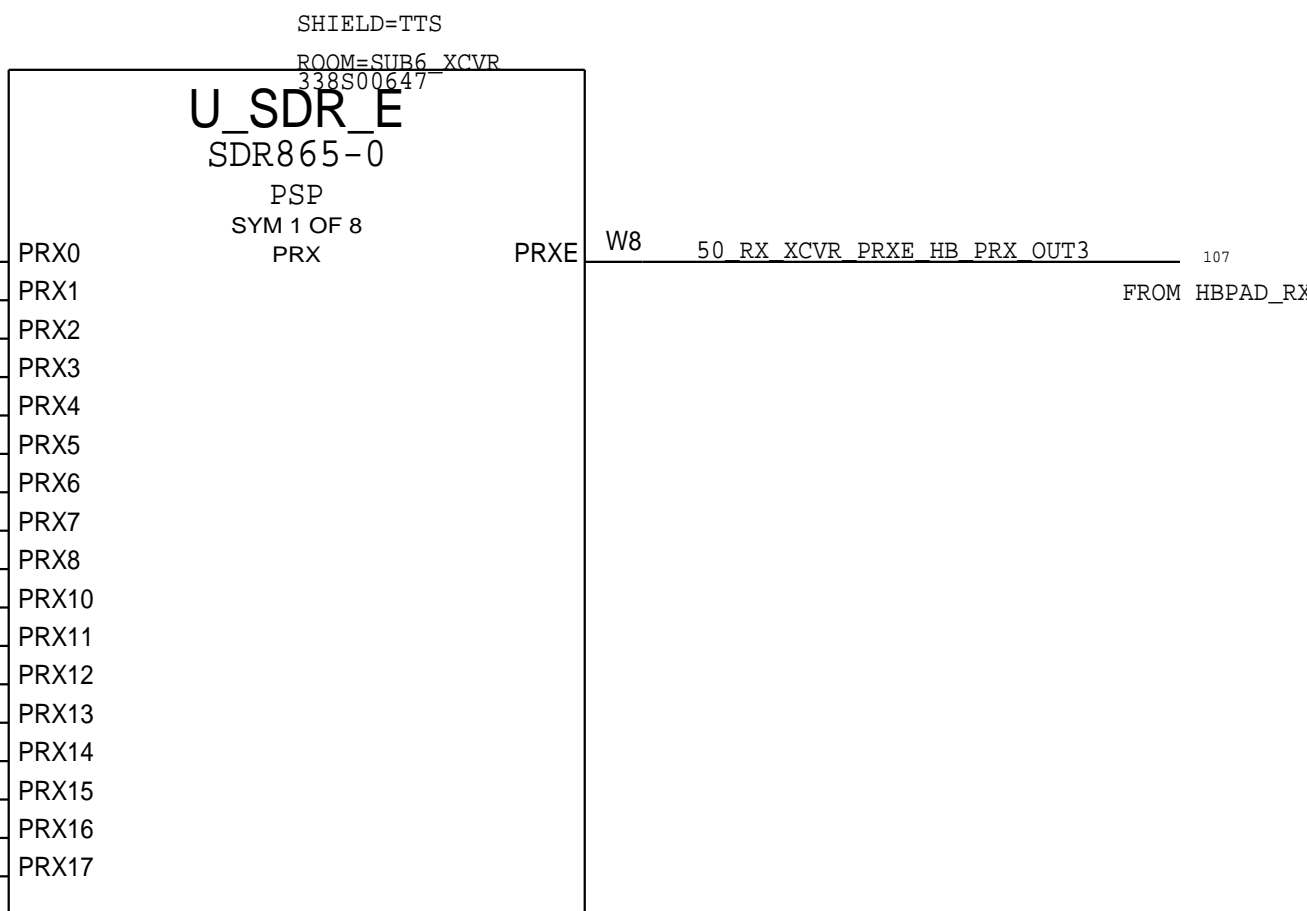 SHIELD=TTS
ROOM=SUB6_XCVR
338S00647
U_SDR_E
SDR865-0
PSP
SYM 1 OF 8
PRX0 PRX PRXE W8 50_RX_XCVR_PRXE_HB_PRX_OUT3 107
PRX1 FROM HBPAD_RX
PRX2
PRX3
PRX4
PRX5
PRX6
PRX7
PRX8
PRX10
PRX11
PRX12
PRX13
PRX14
PRX15
PRX16
PRX17